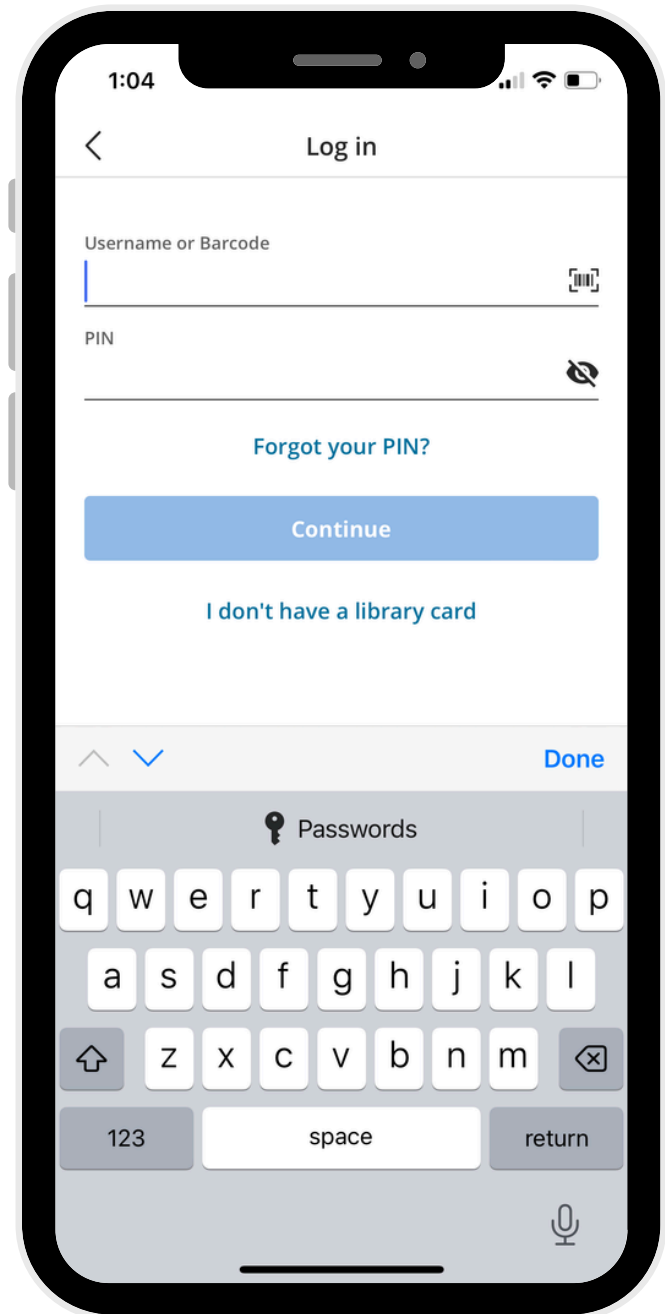 1:04
Log in
Username or Barcode
PIN
Forgot your PIN?
Continue
I don't have a library card
Done
Passwords
q w e r t y u i o p
a s d f g h j k l
z x c v b n m
123 space return